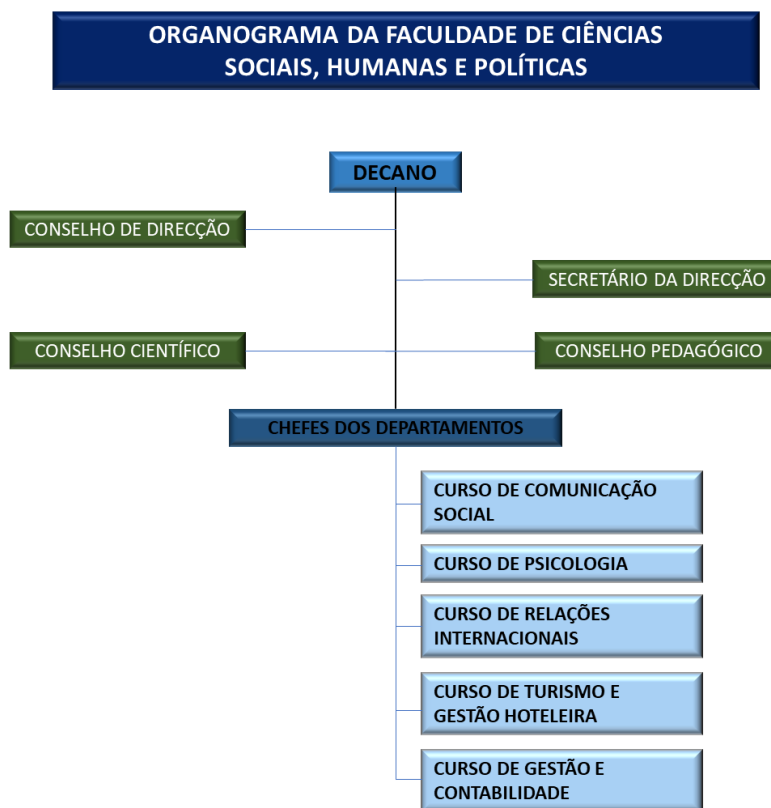 ORGANOGRAMA DA FACULDADE DE CIÊNCIAS
SOCIAIS, HUMANAS E POLÍTICAS
DECANO
CONSELHO DE DIRECÇÃO
SECRETÁRIO DA DIRECÇÃO
CONSELHO CIENTÍFICO
CONSELHO PEDAGÓGICO
CHEFES DOS DEPARTAMENTOS
CURSO DE COMUNICAÇÃO
SOCIAL
CURSO DE PSICOLOGIA
CURSO DE RELAÇÕES
INTERNACIONAIS
CURSO DE TURISMO E
GESTÃO HOTELEIRA
CURSO DE GESTÃO E
CONTABILIDADE